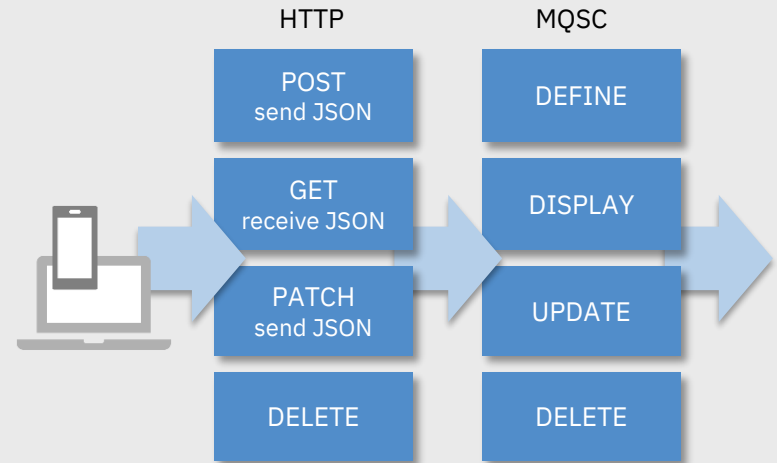 HTTP
MQSC
POST
send JSON
DEFINE
GET
receive JSON
DISPLAY
PATCH
send JSON
UPDATE
DELETE
DELETE